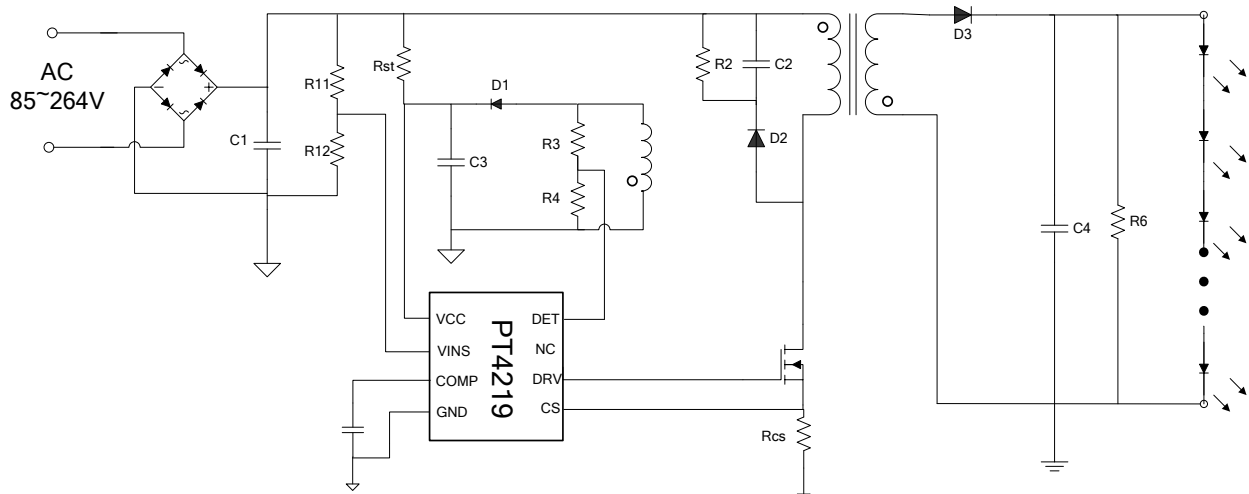 AC
85~264V
C1
R11
R12
Rst
D1
C3
R3
R4
R2
C2
D2
D3
C4
R6
VCC
VINS
COMP
GND
PT4219
DET
NC
DRV
CS
Rcs